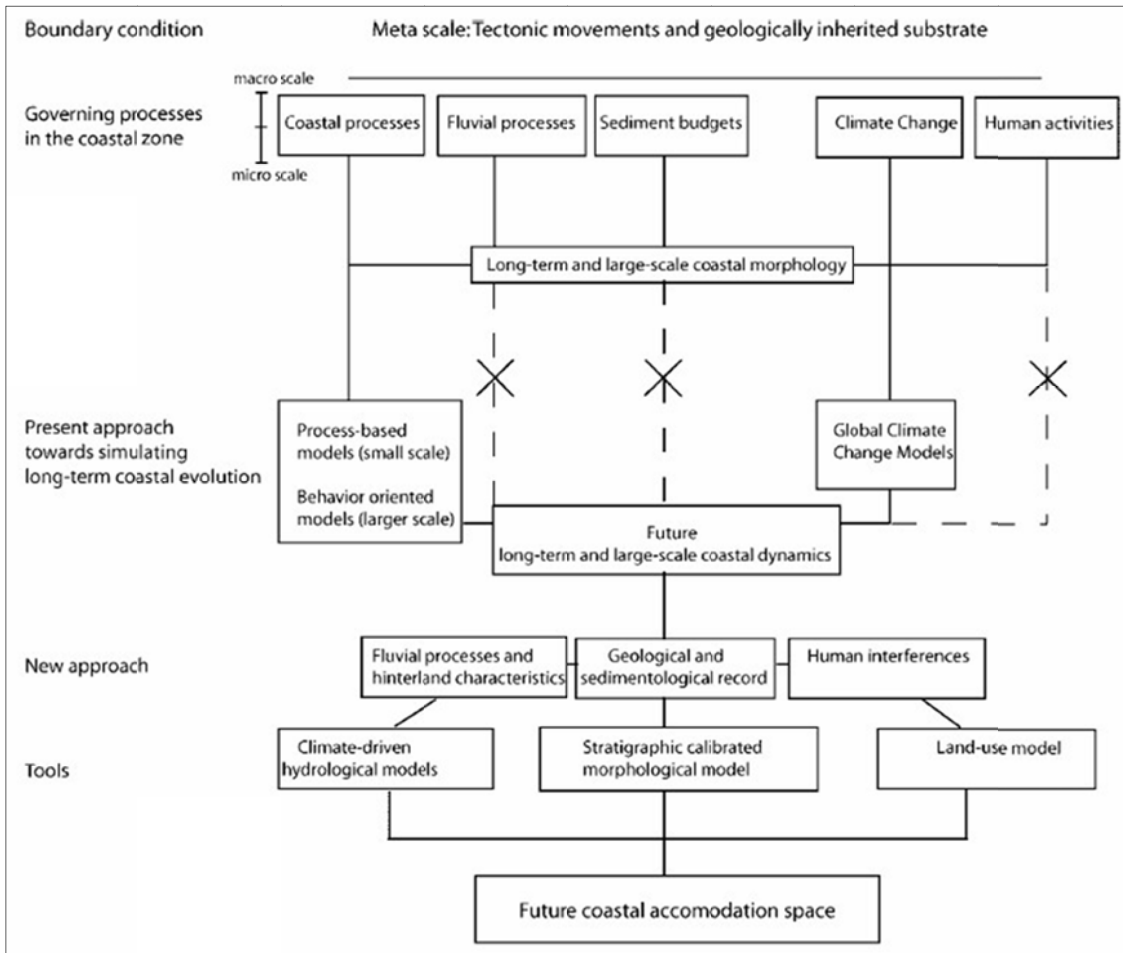 Boundary condition
Meta scale: Tectonic movements and geologically inherited substrate
macro scale
Governing processes
in the coastal zone
micro scale
Coastal processes
Fluvial processes
Sediment budgets
Climate Change
Human activities
Long-term and large-scale coastal morphology
Present approach
towards simulating
long-term coastal evolution
Process-based
models (small scale)
Behavior oriented
models (larger scale)
Global Climate
Change Models
Future
long-term and large-scale coastal dynamics
New approach
Fluvial processes and
hinterland characteristics
Geological and
sedimentological record
Human interferences
Tools
Climate-driven
hydrological models
Stratigraphic calibrated
morphological model
Land-use model
Future coastal accomodation space